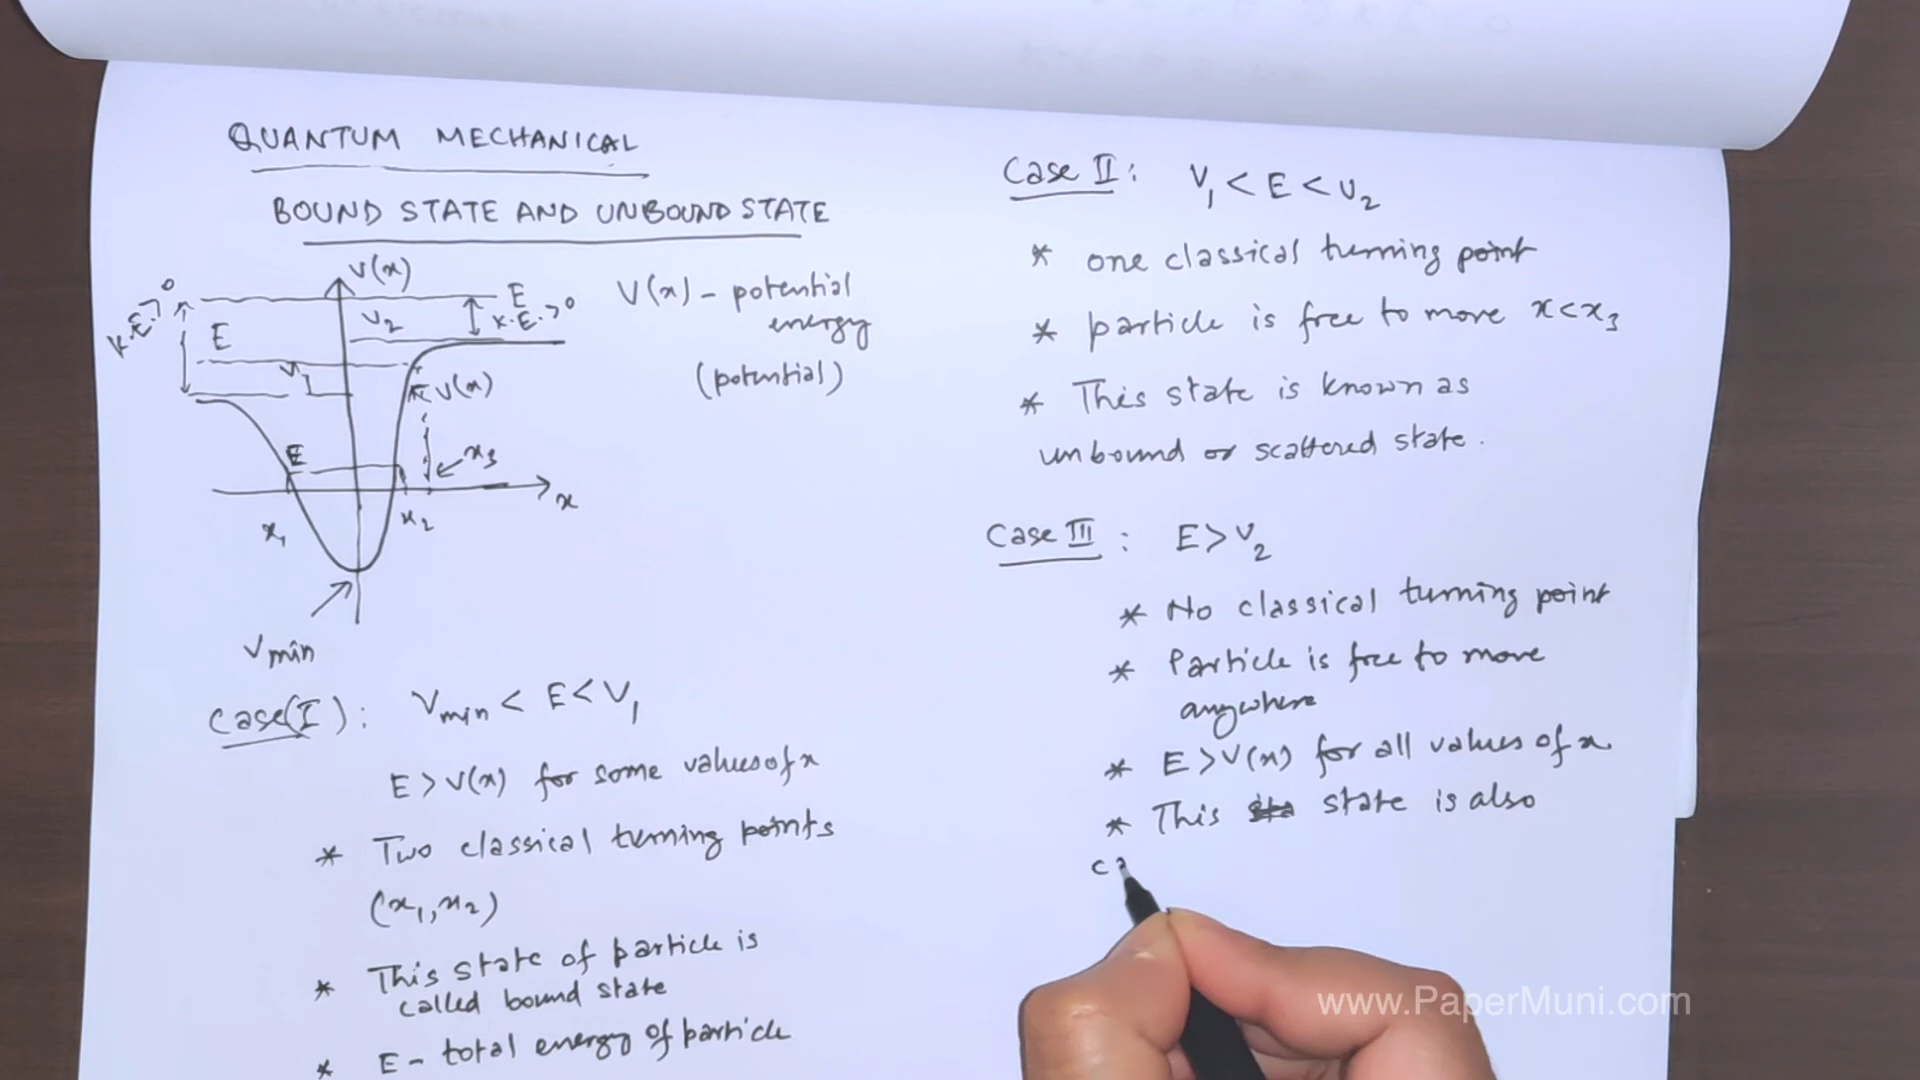 QUANTUM MECHANICAL
BOUND STATE AND UNBOUND STATE
V(x)
K.E. > 0
E
K.E. > 0
V2
E
V1
V(x)
E
x3
x
x1
x2
Vmin
V(x) - potential
energy
(potential)
Case(I) : Vmin < E < V1
E > V(x) for some values of x
* Two classical turning points
(x1, x2)
* This state of particle is
called bound state
* E - total energy of particle
Case II : V1 < E < V2
* one classical turning point
* particle is free to move x < x3
* This state is known as
unbound or scattered state.
Case III : E > V2
* No classical turning point
* Particle is free to move
anywhere
* E > V(x) for all values of x.
* This state is also
ca
www.PaperMuni.com